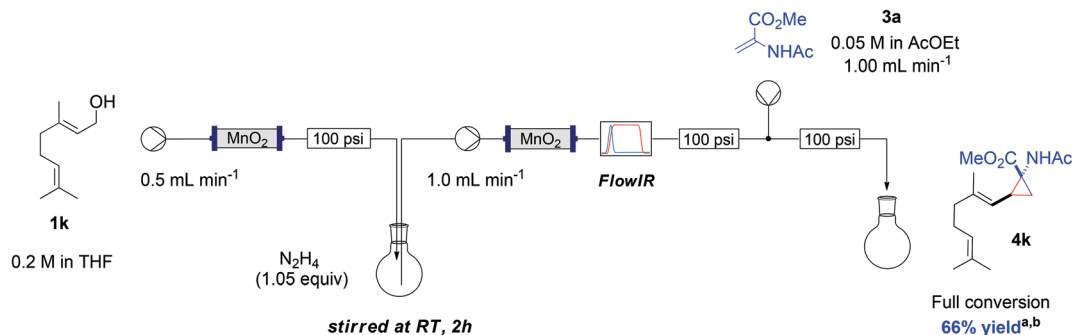 OH
1k
0.2 M in THF
0.5 mL min⁻¹
MnO₂
100 psi
N₂H₄
(1.05 equiv)
stirred at RT, 2h
1.0 mL min⁻¹
MnO₂
FlowIR
100 psi
CO₂Me
NHAc
3a
0.05 M in AcOEt
1.00 mL min⁻¹
100 psi
MeO₂C NHAc
4k
Full conversion
66% yieldᵃ,ᵇ